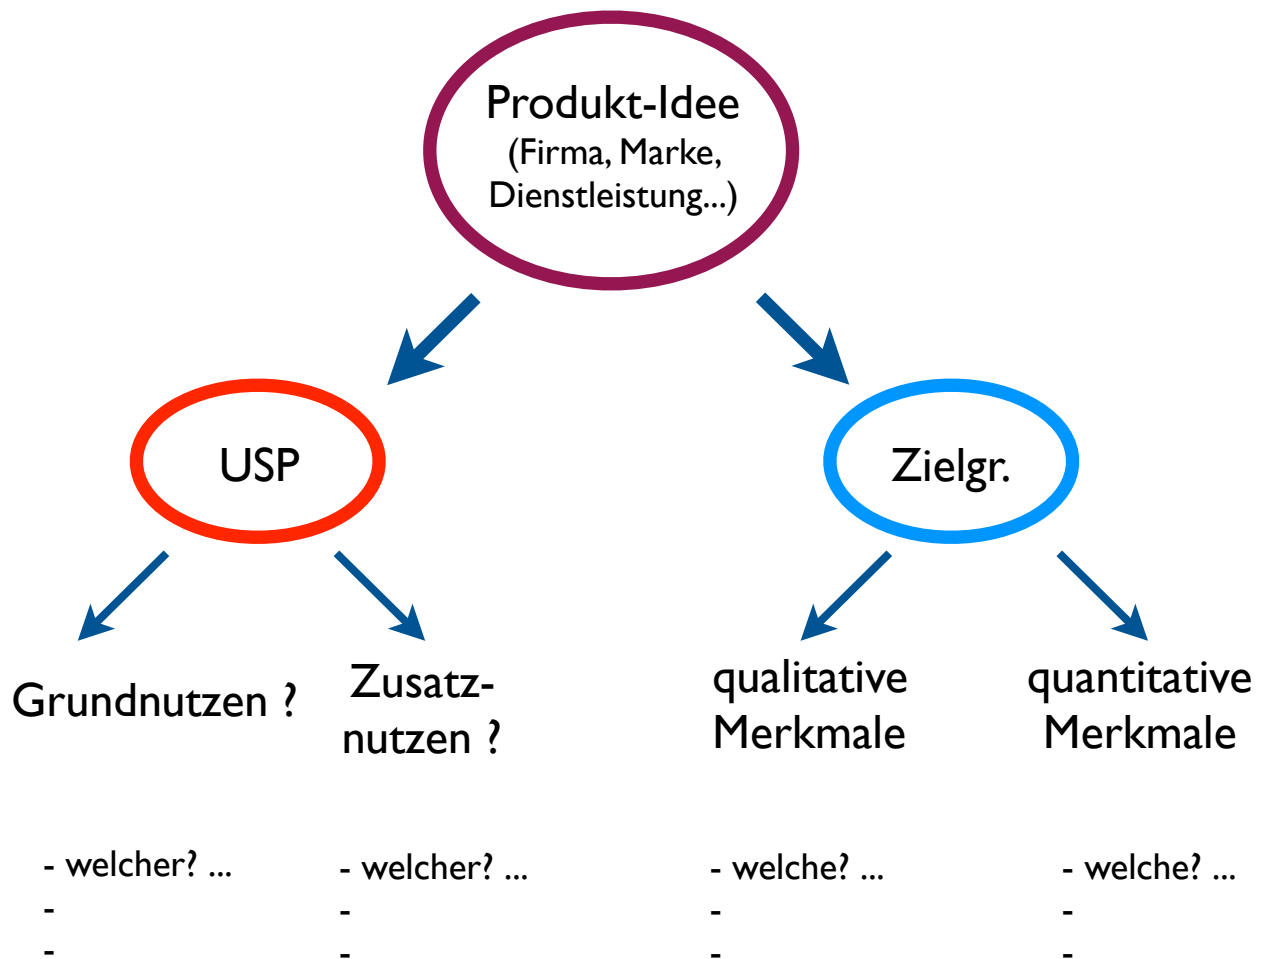 Produkt-Idee
(Firma, Marke,
Dienstleistung...)
USP
Zielgr.
Grundnutzen ?
Zusatz-
nutzen ?
qualitative
Merkmale
quantitative
Merkmale
- welcher? ...
-
-
- welcher? ...
-
-
- welche? ...
-
-
- welche? ...
-
-